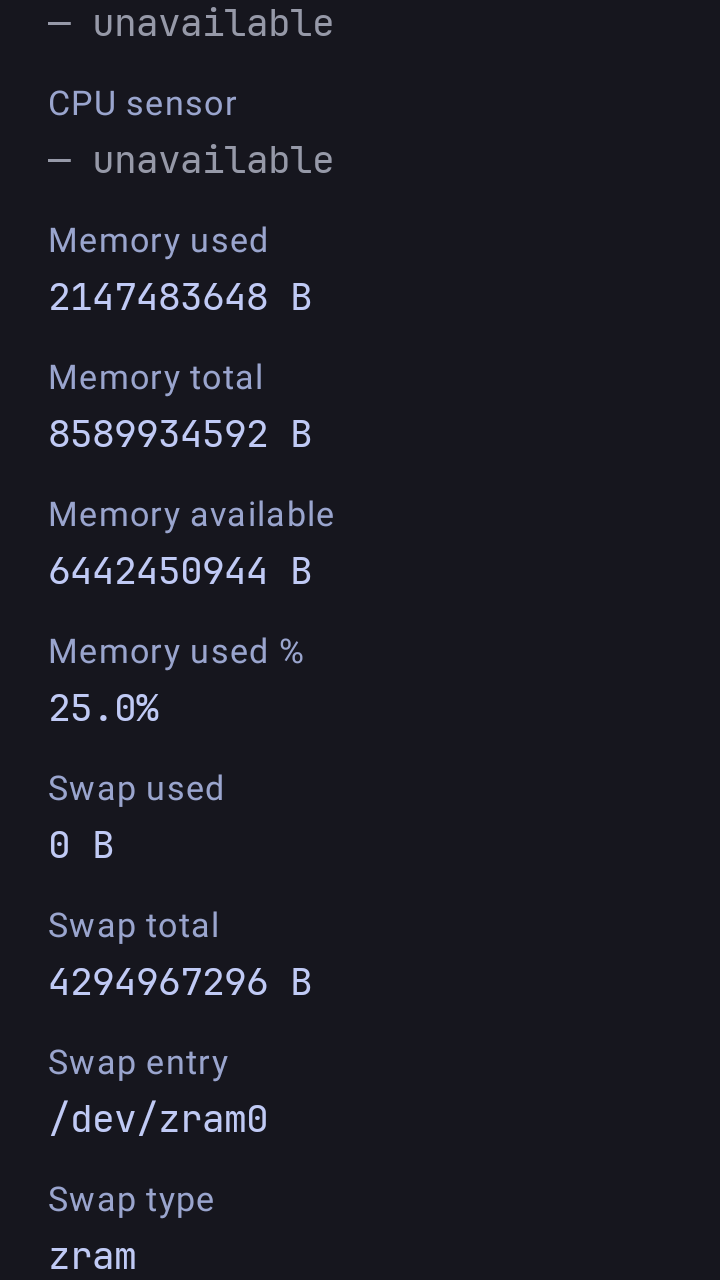 — unavailable
CPU sensor
— unavailable
Memory used
2147483648 B
Memory total
8589934592 B
Memory available
6442450944 B
Memory used %
25.0%
Swap used
0 B
Swap total
4294967296 B
Swap entry
/dev/zram0
Swap type
zram